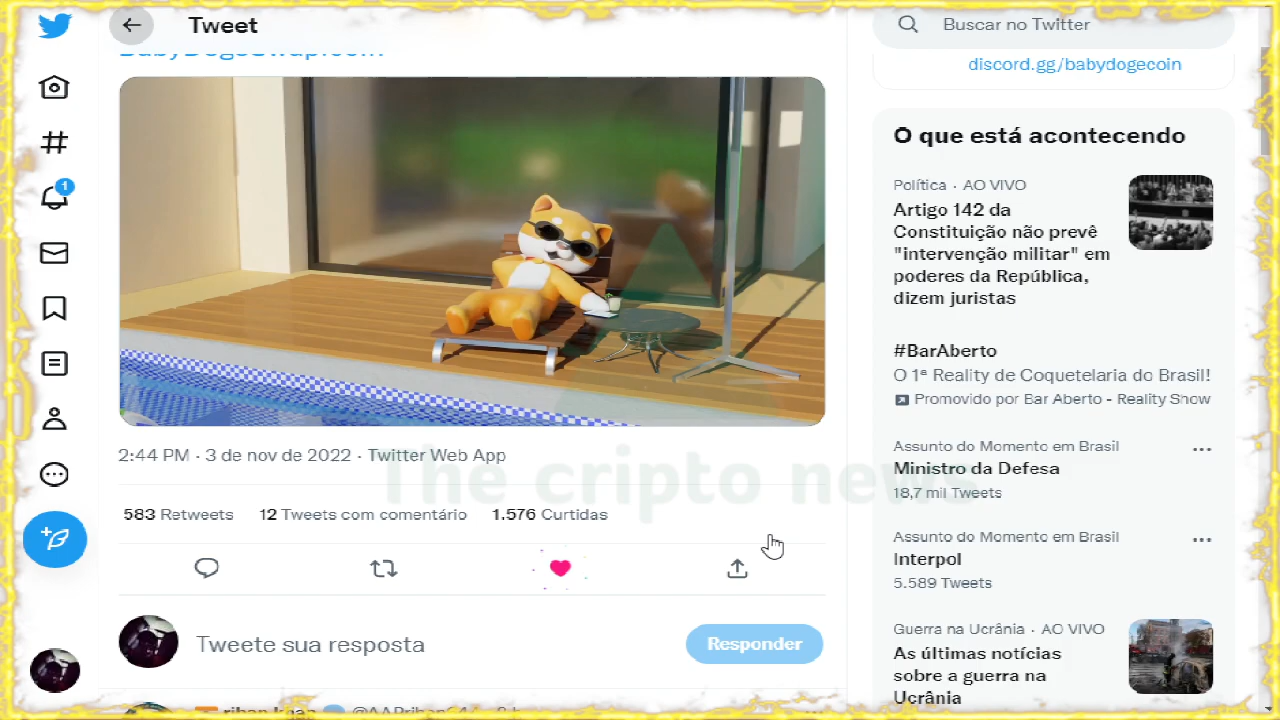 Tweet
BabyDogeSwap.com
2:44 PM · 3 de nov de 2022 · Twitter Web App
The cripto news
583 Retweets 12 Tweets com comentário 1.576 Curtidas
Tweete sua resposta
Responder
Buscar no Twitter
discord.gg/babydogecoin
O que está acontecendo
Política · AO VIVO
Artigo 142 da
Constituição não prevê
"intervenção militar" em
poderes da República,
dizem juristas
#BarAberto
O 1ª Reality de Coquetelaria do Brasil!
Promovido por Bar Aberto - Reality Show
Assunto do Momento em Brasil
Ministro da Defesa
18,7 mil Tweets
Assunto do Momento em Brasil
Interpol
5.589 Tweets
Guerra na Ucrânia · AO VIVO
As últimas notícias
sobre a guerra na
Ucrânia
1